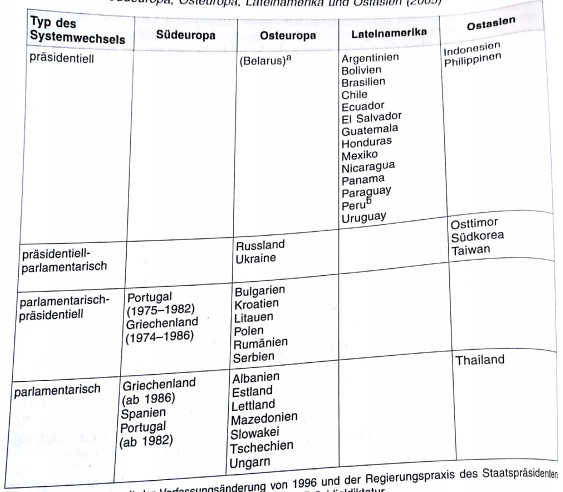 Südeuropa, Osteuropa, Lateinamerika und Ostasien (2005)
Typ des Systemwechsels | Südeuropa | Osteuropa | Lateinamerika | Ostasien
präsidentiell
(Belarus)a
Argentinien
Bolivien
Brasilien
Chile
Ecuador
El Salvador
Guatemala
Honduras
Mexiko
Nicaragua
Panama
Paraguay
Perub
Uruguay
Indonesien
Philippinen
präsidentiell-
parlamentarisch
Russland
Ukraine
Osttimor
Südkorea
Taiwan
parlamentarisch-
präsidentiell
Portugal
(1975–1982)
Griechenland
(1974–1986)
Bulgarien
Kroatien
Litauen
Polen
Rumänien
Serbien
parlamentarisch
Griechenland
(ab 1986)
Spanien
Portugal
(ab 1982)
Albanien
Estland
Lettland
Mazedonien
Slowakei
Tschechien
Ungarn
Thailand
Verfassungsänderung von 1996 und der Regierungspraxis des Staatspräsidenten